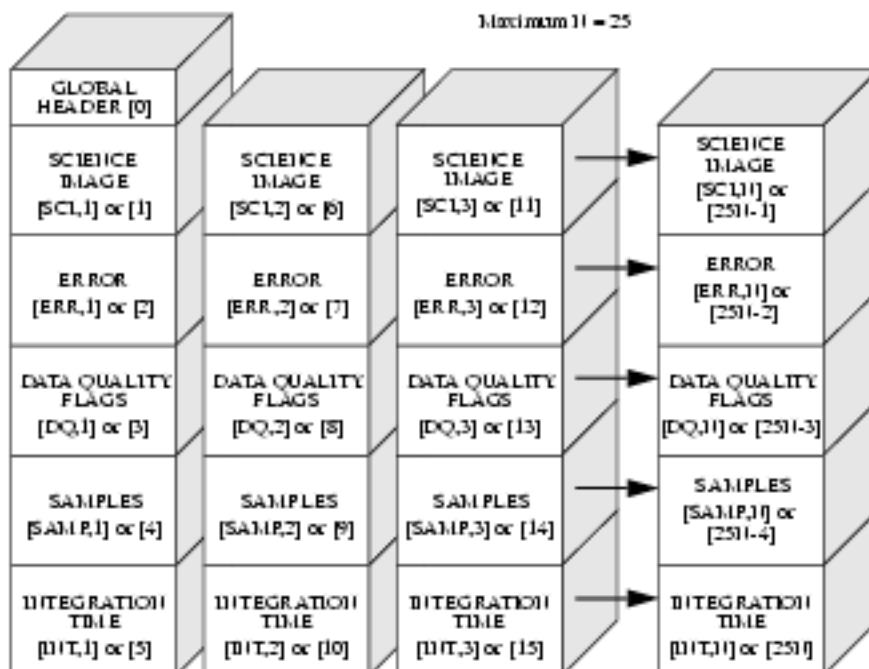 Maximum N = 25
GLOBAL
HEADER [0]
SCIENCE
IMAGE
[SCI,1] or [1]
ERROR
[ERR,1] or [2]
DATA QUALITY
FLAGS
[DQ,1] or [3]
SAMPLES
[SAMP,1] or [4]
INTEGRATION
TIME
[INT,1] or [5]
SCIENCE
IMAGE
[SCI,2] or [6]
ERROR
[ERR,2] or [7]
DATA QUALITY
FLAGS
[DQ,2] or [8]
SAMPLES
[SAMP,2] or [9]
INTEGRATION
TIME
[INT,2] or [10]
SCIENCE
IMAGE
[SCI,3] or [11]
ERROR
[ERR,3] or [12]
DATA QUALITY
FLAGS
[DQ,3] or [13]
SAMPLES
[SAMP,3] or [14]
INTEGRATION
TIME
[INT,3] or [15]
SCIENCE
IMAGE
[SCI,N] or
[25N-1]
ERROR
[ERR,N] or
[25N-2]
DATA QUALITY
FLAGS
[DQ,N] or [25N-3]
SAMPLES
[SAMP,N] or
[25N-4]
INTEGRATION
TIME
[INT,N] or [25N]